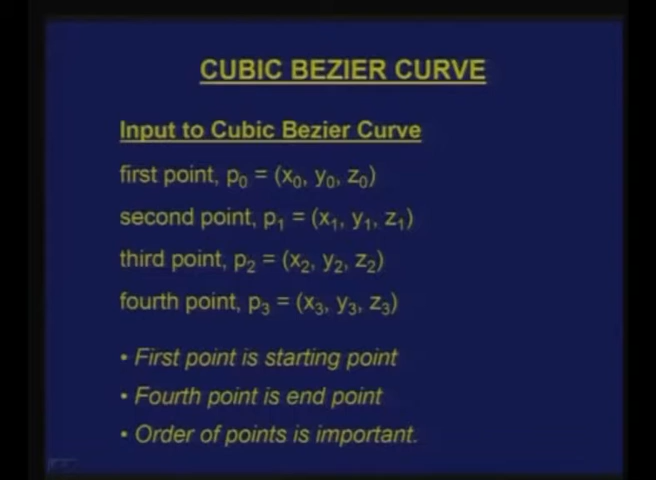 CUBIC BEZIER CURVE
Input to Cubic Bezier Curve
first point, p₀ = (x₀, y₀, z₀)
second point, p₁ = (x₁, y₁, z₁)
third point, p₂ = (x₂, y₂, z₂)
fourth point, p₃ = (x₃, y₃, z₃)
• First point is starting point
• Fourth point is end point
• Order of points is important.